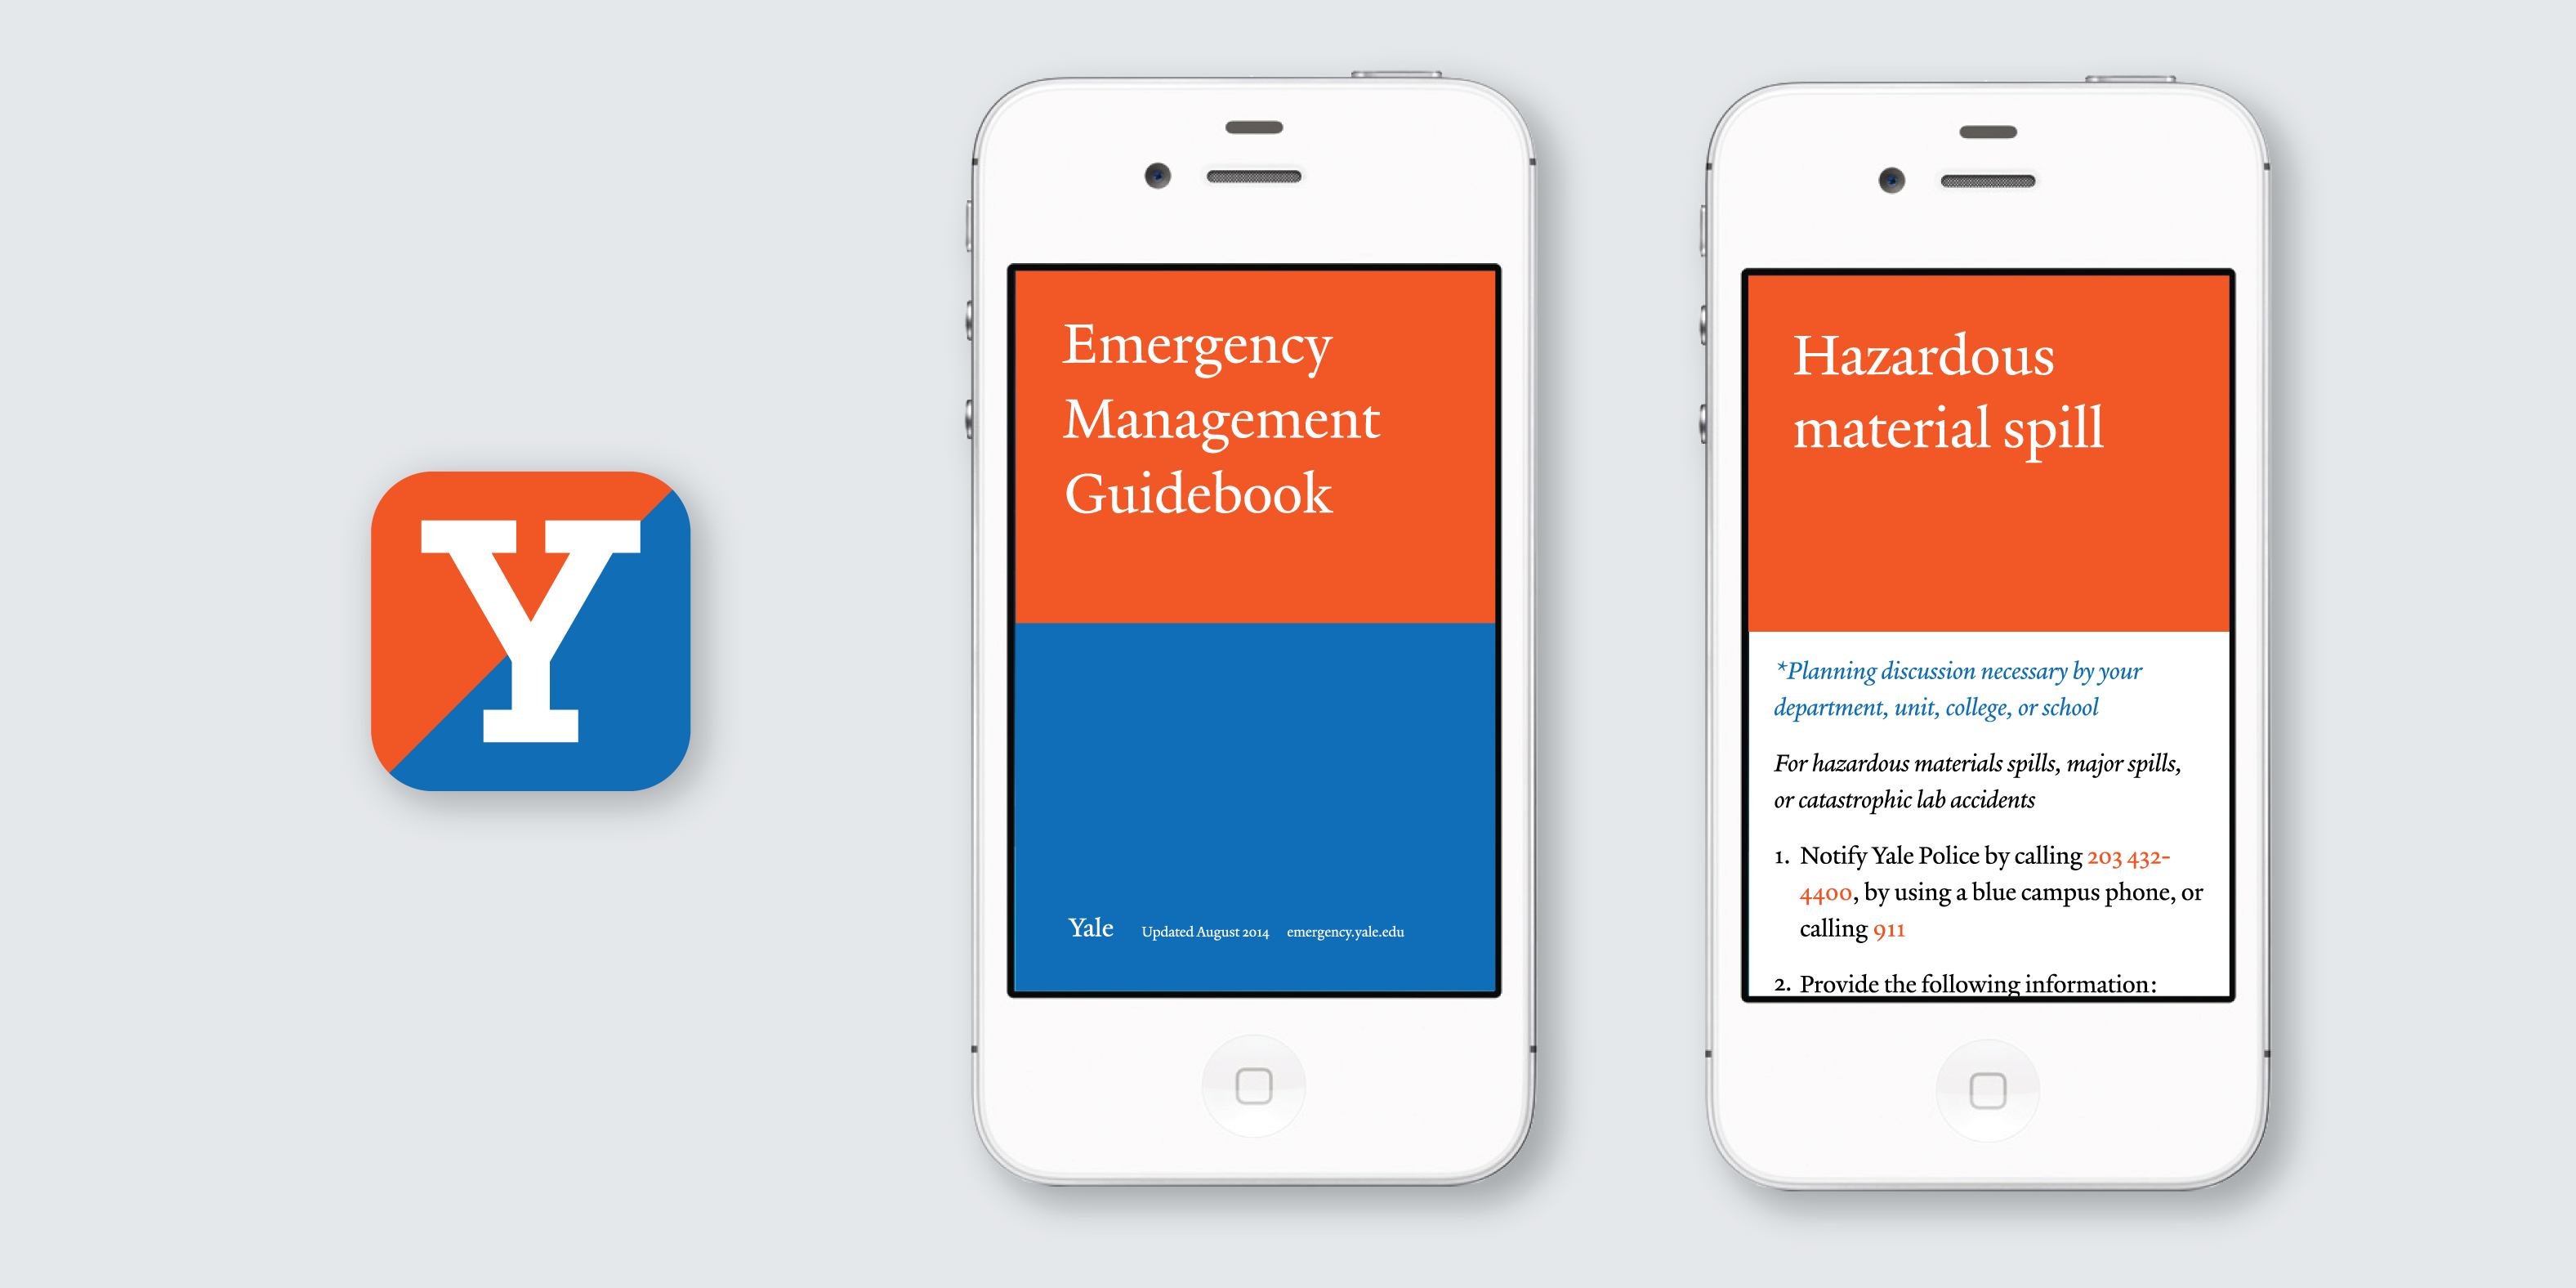 Y
Emergency
Management
Guidebook
Yale Updated August 2014 emergency.yale.edu
Hazardous
material spill
*Planning discussion necessary by your
department, unit, college, or school
For hazardous materials spills, major spills,
or catastrophic lab accidents
1. Notify Yale Police by calling 203 432-
4400, by using a blue campus phone, or
calling 911
2. Provide the following information: